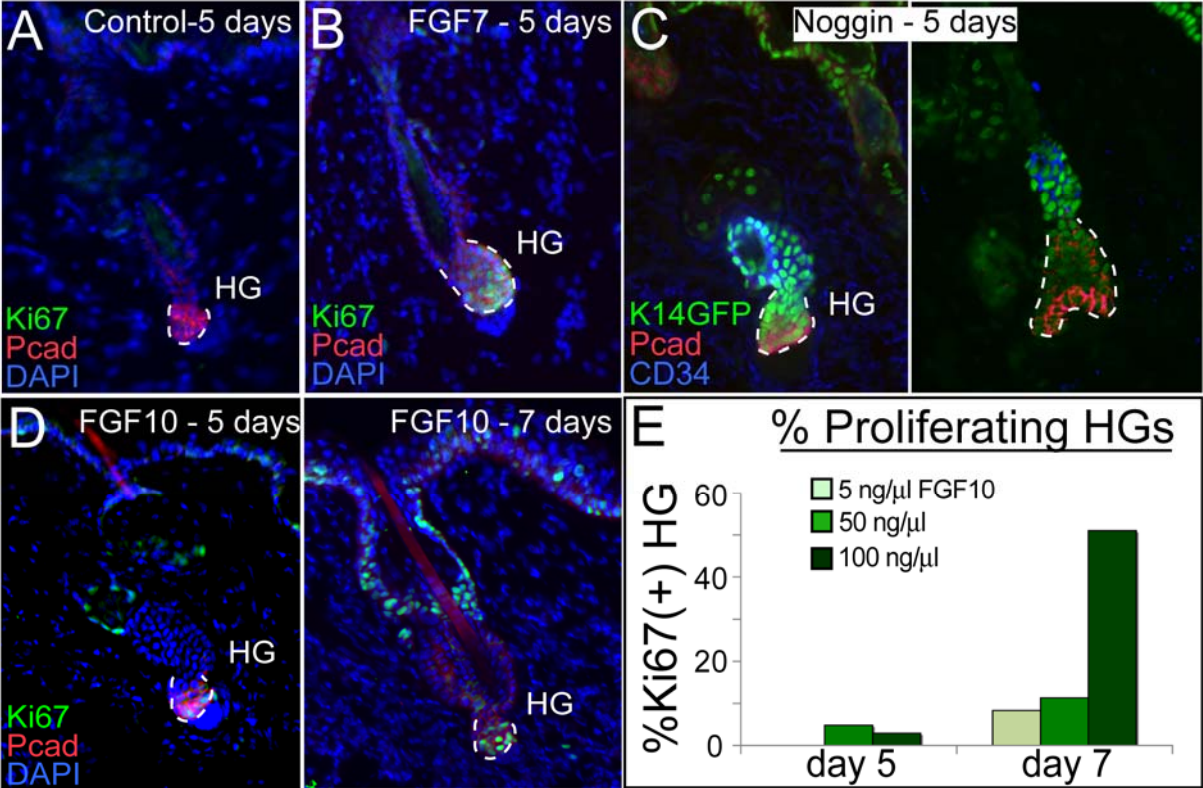 A
Control-5 days
HG
Ki67
Pcad
DAPI
B
FGF7 - 5 days
HG
Ki67
Pcad
DAPI
C
Noggin - 5 days
HG
K14GFP
Pcad
CD34
D
FGF10 - 5 days
HG
Ki67
Pcad
DAPI
FGF10 - 7 days
HG
E
% Proliferating HGs
%Ki67(+) HG
5 ng/µl FGF10
50 ng/µl
100 ng/µl
60
40
20
0
day 5
day 7